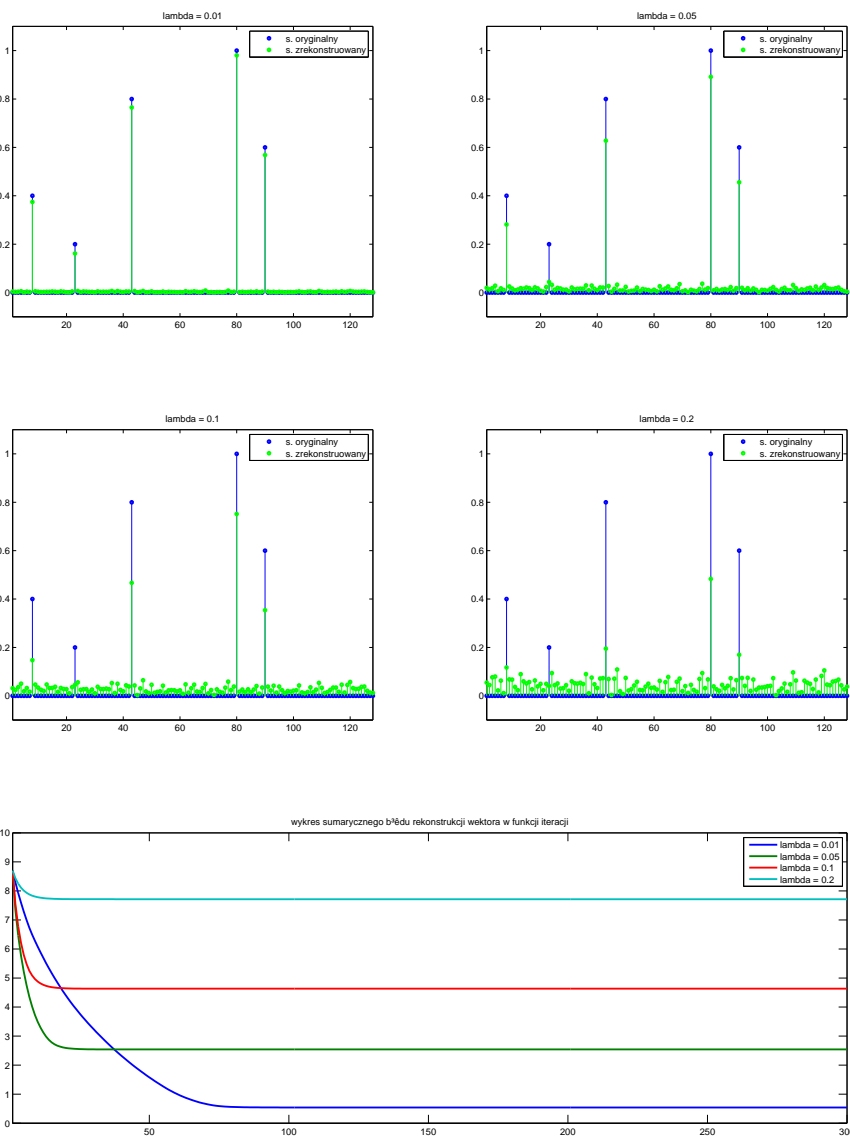 lambda = 0.01
s. oryginalny
s. zrekonstruowany
1
0.8
0.6
0.4
0.2
0
20 40 60 80 100 120
lambda = 0.05
s. oryginalny
s. zrekonstruowany
1
0.8
0.6
0.4
0.2
0
20 40 60 80 100 120
lambda = 0.1
s. oryginalny
s. zrekonstruowany
1
0.8
0.6
0.4
0.2
0
20 40 60 80 100 120
lambda = 0.2
s. oryginalny
s. zrekonstruowany
1
0.8
0.6
0.4
0.2
0
20 40 60 80 100 120
wykres sumarycznego b³êdu rekonstrukcji wektora w funkcji iteracji
lambda = 0.01
lambda = 0.05
lambda = 0.1
lambda = 0.2
10
9
8
7
6
5
4
3
2
1
0
50 100 150 200 250 300